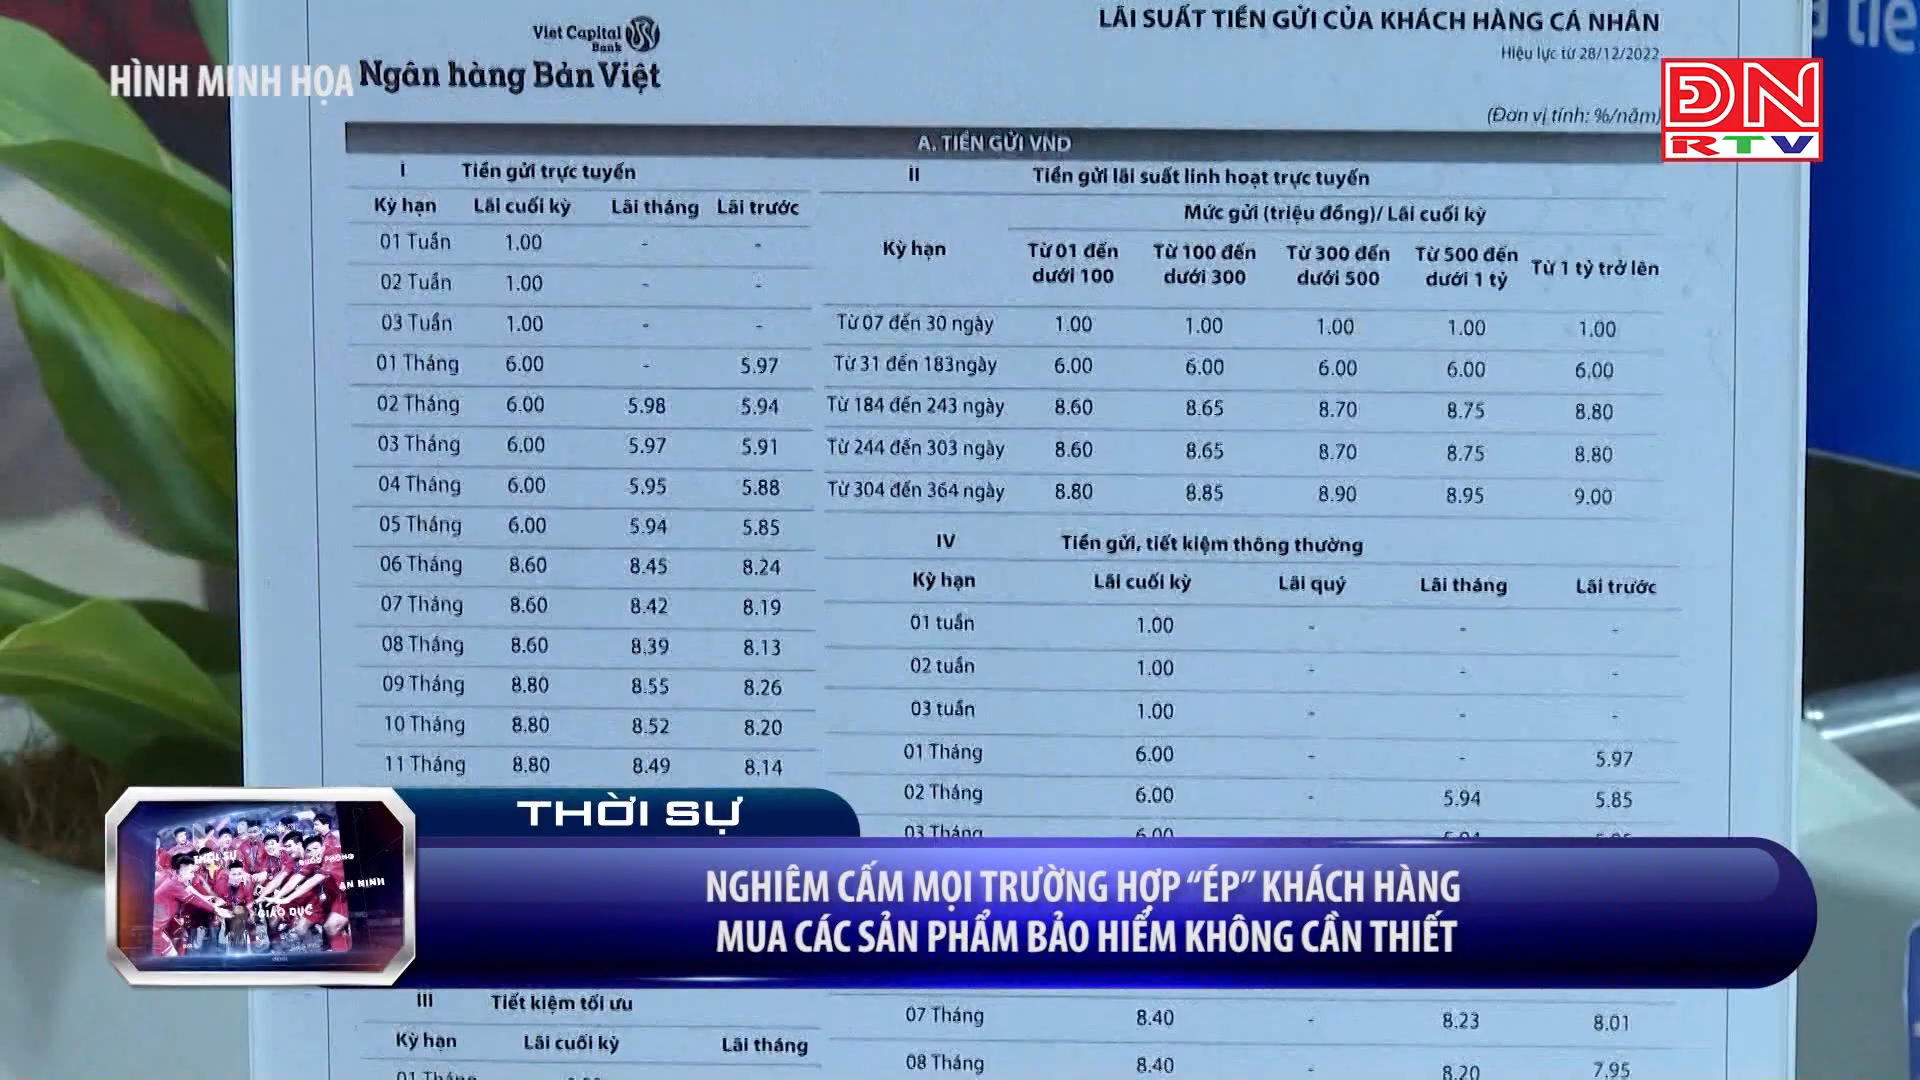 HÌNH MINH HỌA
Viet Capital
Bank
Ngân hàng Bản Việt
LÃI SUẤT TIỀN GỬI CỦA KHÁCH HÀNG CÁ NHÂN
Hiệu lực từ 28/12/2022
(Đơn vị tính: %/năm)
ĐN
RTV
A. TIỀN GỬI VND
I Tiền gửi trực tuyến
Kỳ hạn Lãi cuối kỳ Lãi tháng Lãi trước
01 Tuần 1.00 - -
02 Tuần 1.00 - -
03 Tuần 1.00 - -
01 Tháng 6.00 - 5.97
02 Tháng 6.00 5.98 5.94
03 Tháng 6.00 5.97 5.91
04 Tháng 6.00 5.95 5.88
05 Tháng 6.00 5.94 5.85
06 Tháng 8.60 8.45 8.24
07 Tháng 8.60 8.42 8.19
08 Tháng 8.60 8.39 8.13
09 Tháng 8.80 8.55 8.26
10 Tháng 8.80 8.52 8.20
11 Tháng 8.80 8.49 8.14
II Tiền gửi lãi suất linh hoạt trực tuyến
Mức gửi (triệu đồng)/ Lãi cuối kỳ
Kỳ hạn Từ 01 đến dưới 100 Từ 100 đến dưới 300 Từ 300 đến dưới 500 Từ 500 đến dưới 1 tỷ Từ 1 tỷ trở lên
Từ 07 đến 30 ngày 1.00 1.00 1.00 1.00 1.00
Từ 31 đến 183ngày 6.00 6.00 6.00 6.00 6.00
Từ 184 đến 243 ngày 8.60 8.65 8.70 8.75 8.80
Từ 244 đến 303 ngày 8.60 8.65 8.70 8.75 8.80
Từ 304 đến 364 ngày 8.80 8.85 8.90 8.95 9.00
IV Tiền gửi, tiết kiệm thông thường
Kỳ hạn Lãi cuối kỳ Lãi quý Lãi tháng Lãi trước
01 tuần 1.00 - - -
02 tuần 1.00 - - -
03 tuần 1.00 - - -
01 Tháng 6.00 - - 5.97
02 Tháng 6.00 - 5.94 5.85
03 Tháng 6.00
THỜI SỰ
NGHIÊM CẤM MỌI TRƯỜNG HỢP “ÉP” KHÁCH HÀNG
MUA CÁC SẢN PHẨM BẢO HIỂM KHÔNG CẦN THIẾT
THỜI SỰ
AN NINH
GIÁO DỤC
III Tiết kiệm tối ưu
Kỳ hạn Lãi cuối kỳ Lãi tháng
01 Tháng
07 Tháng 8.40 - 8.23 8.01
08 Tháng 8.40 - 8.20 7.95